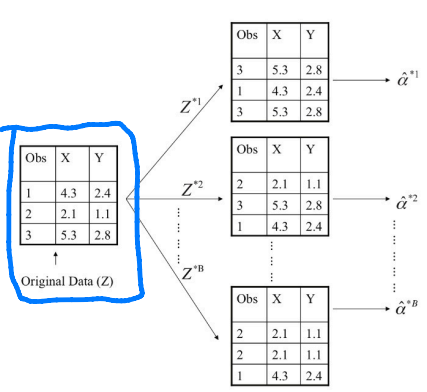 Obs X Y
3 5.3 2.8
1 4.3 2.4
3 5.3 2.8
Z*1
α̂*1
Obs X Y
1 4.3 2.4
2 2.1 1.1
3 5.3 2.8
Original Data (Z)
Z*2
Obs X Y
2 2.1 1.1
3 5.3 2.8
1 4.3 2.4
α̂*2
Z*B
Obs X Y
2 2.1 1.1
2 2.1 1.1
1 4.3 2.4
α̂*B